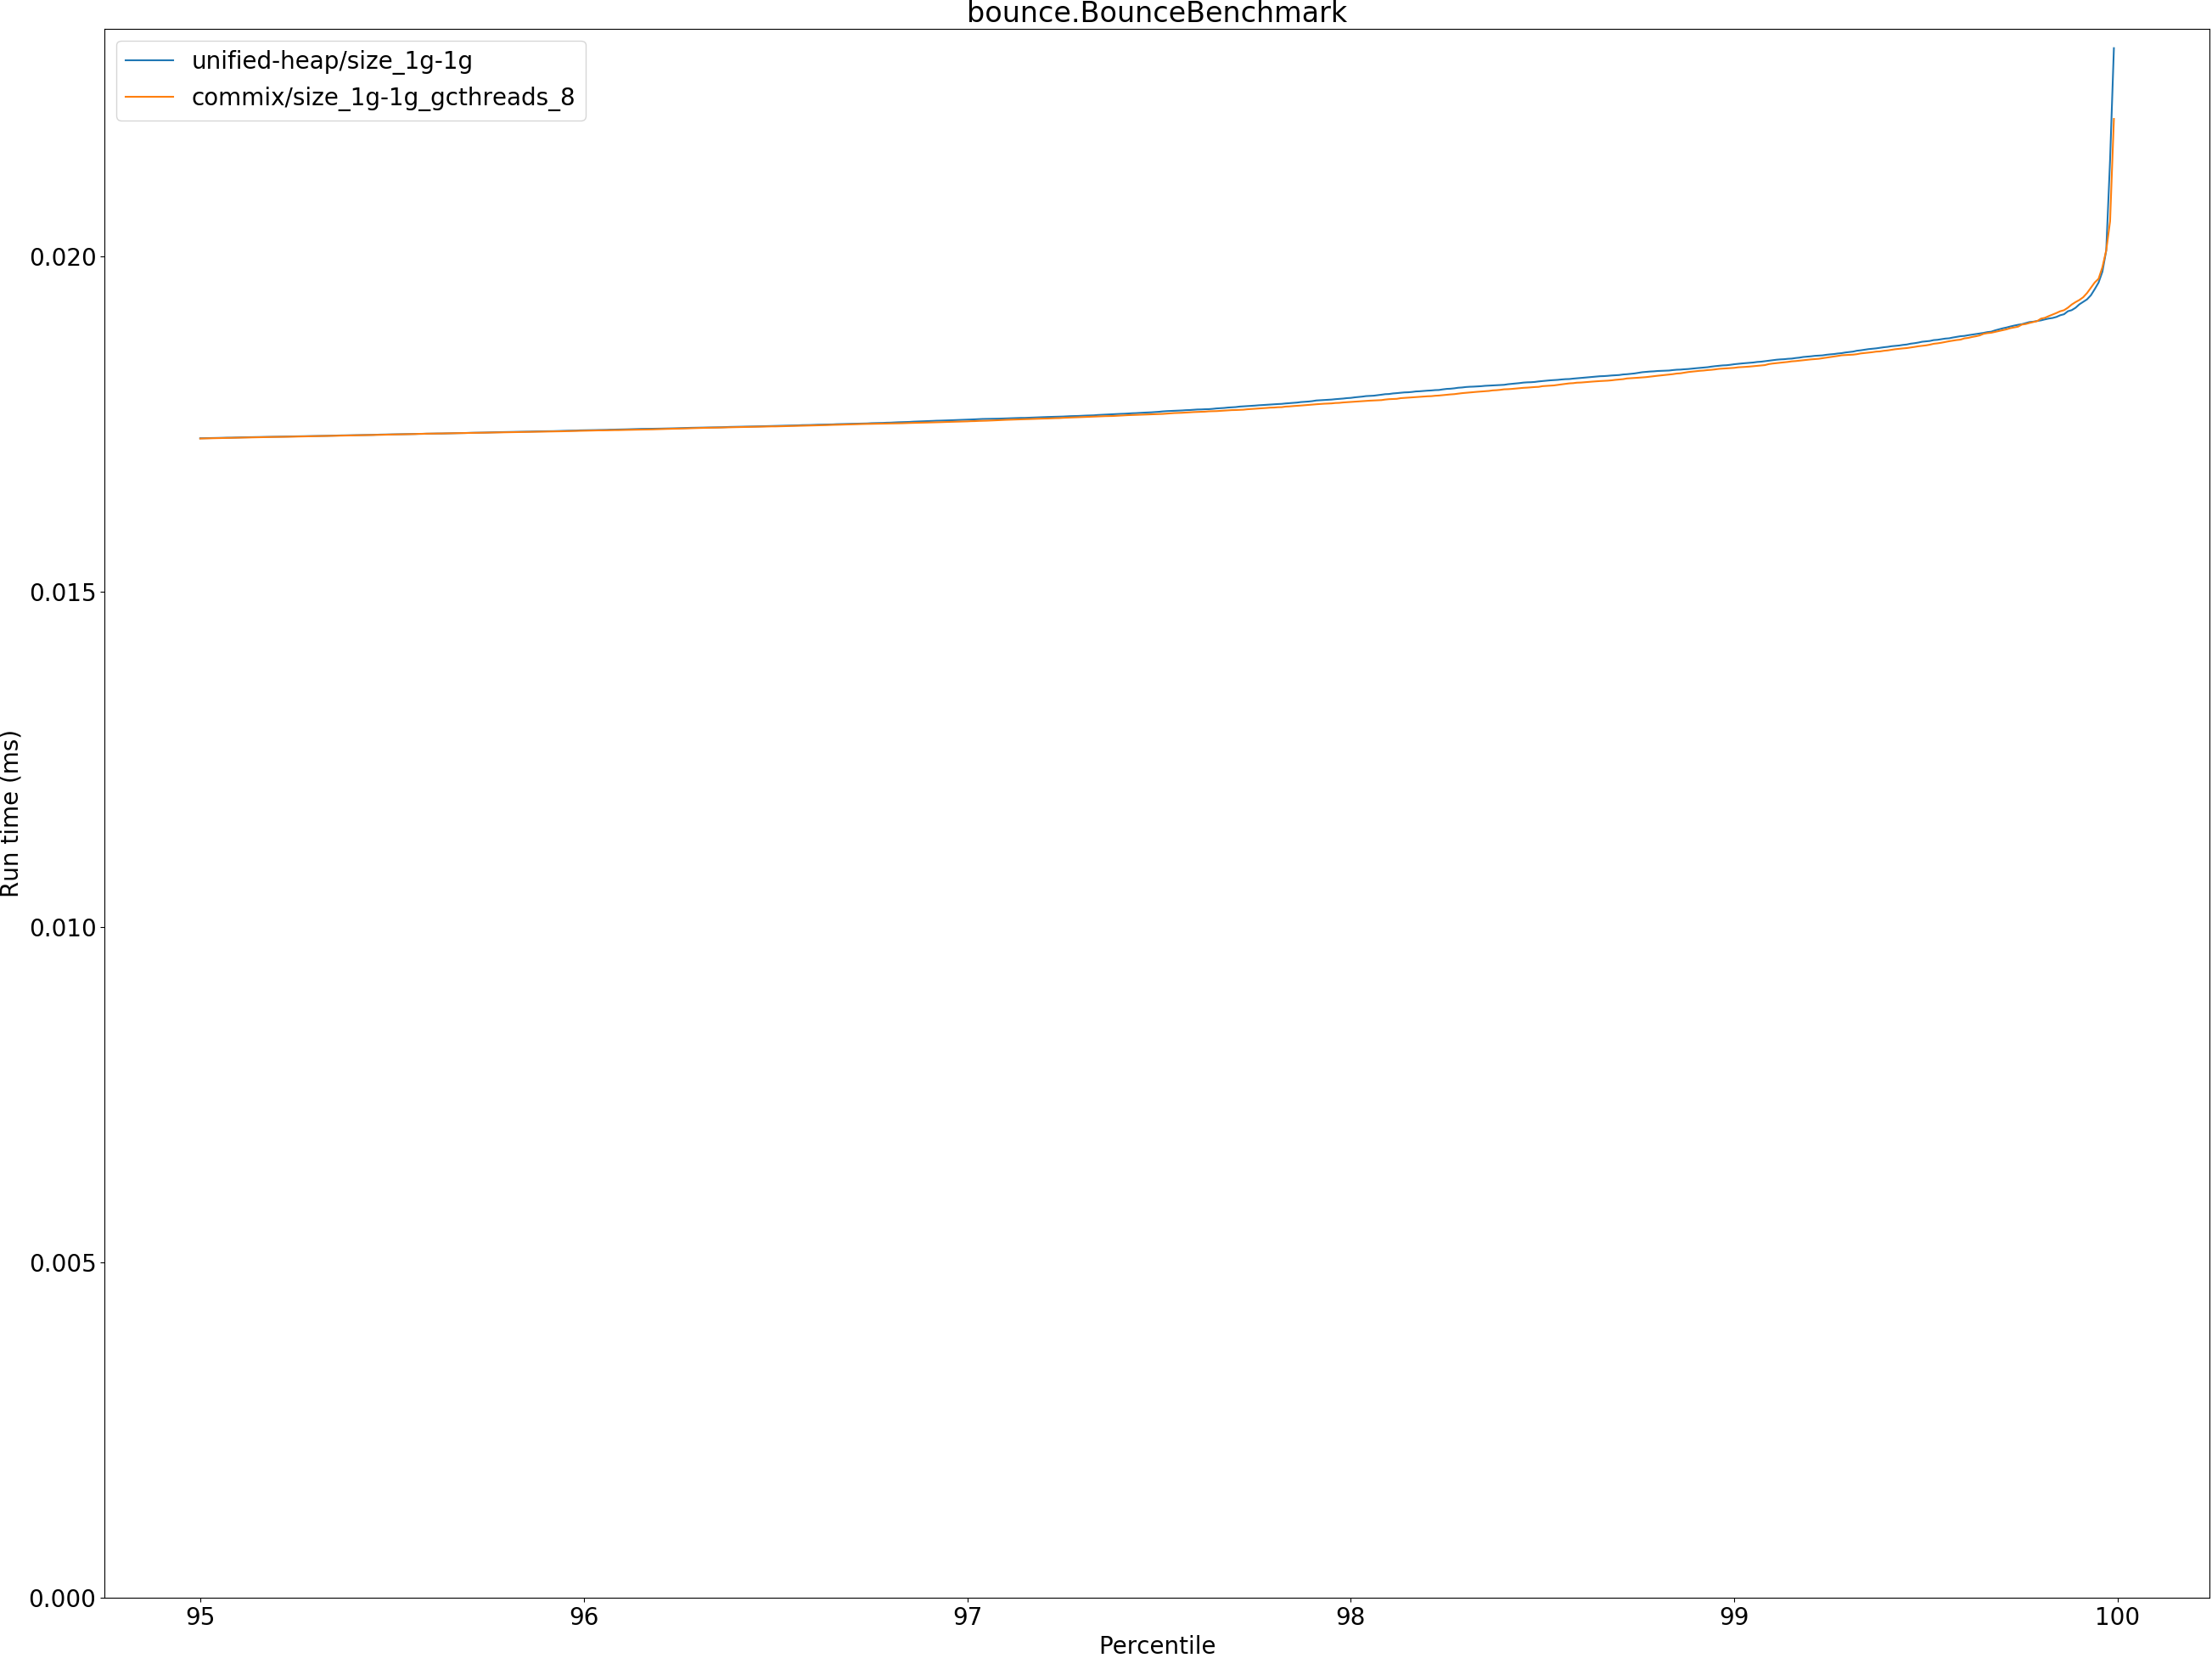 bounce.BounceBenchmark
unified-heap/size_1g-1g
commix/size_1g-1g_gcthreads_8
Run time (ms)
0.020
0.015
0.010
0.005
0.000
95 96 97 98 99 100
Percentile